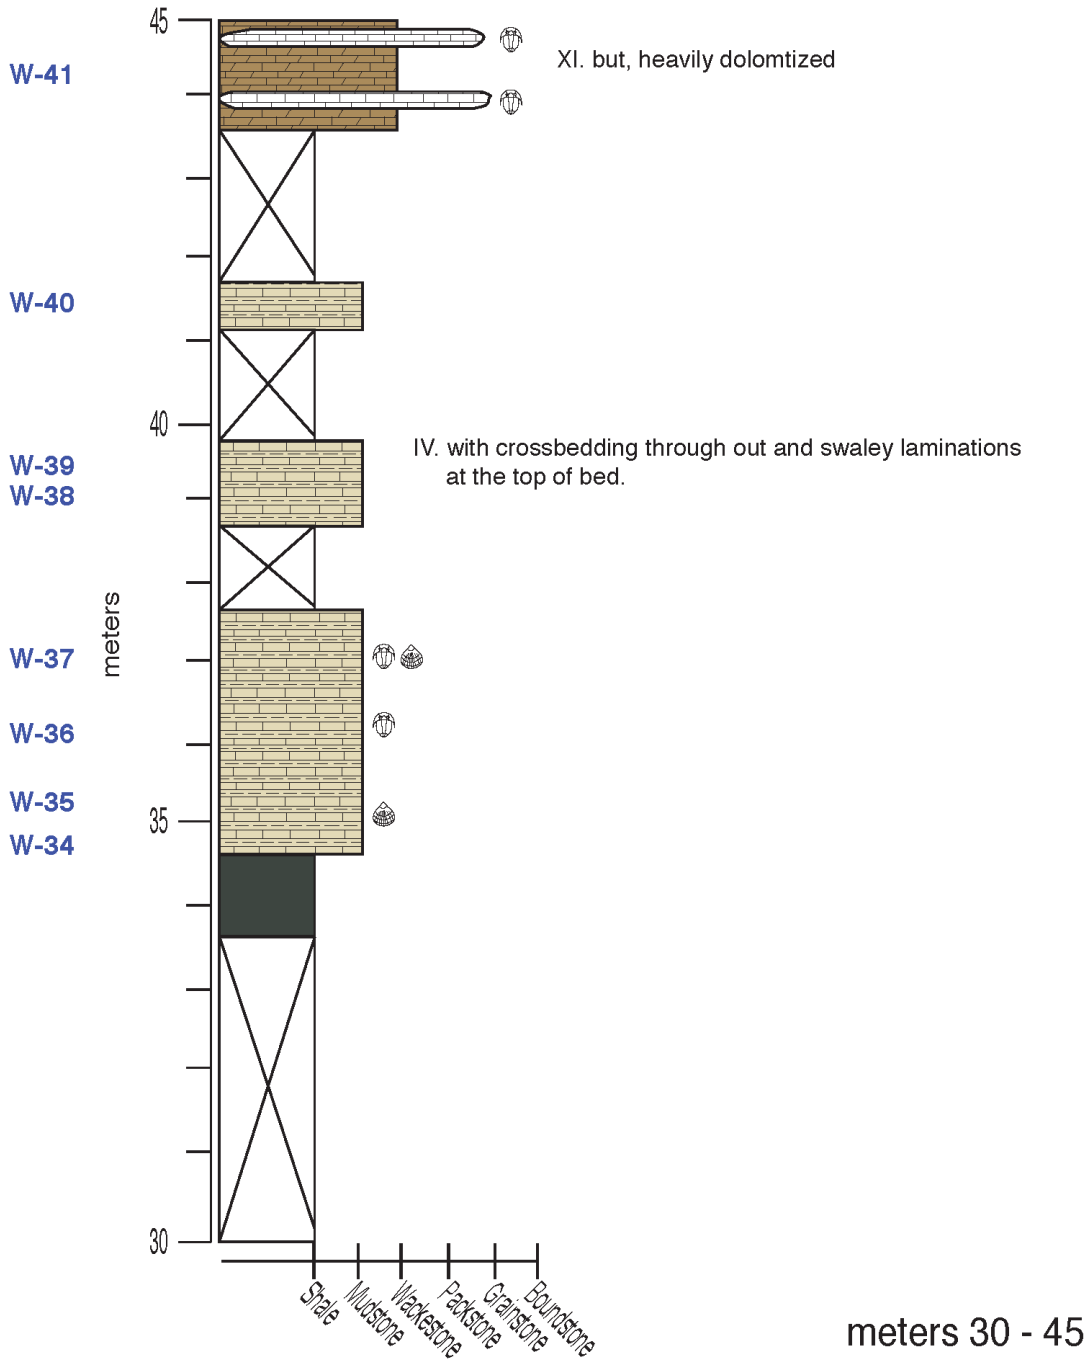 45
W-41
XI. but, heavily dolomtized
W-40
40
IV. with crossbedding through out and swaley laminations
at the top of bed.
W-39
W-38
meters
W-37
W-36
W-35
35
W-34
30
Shale
Mudstone
Wackestone
Packstone
Grainstone
Boundstone
meters 30 - 45